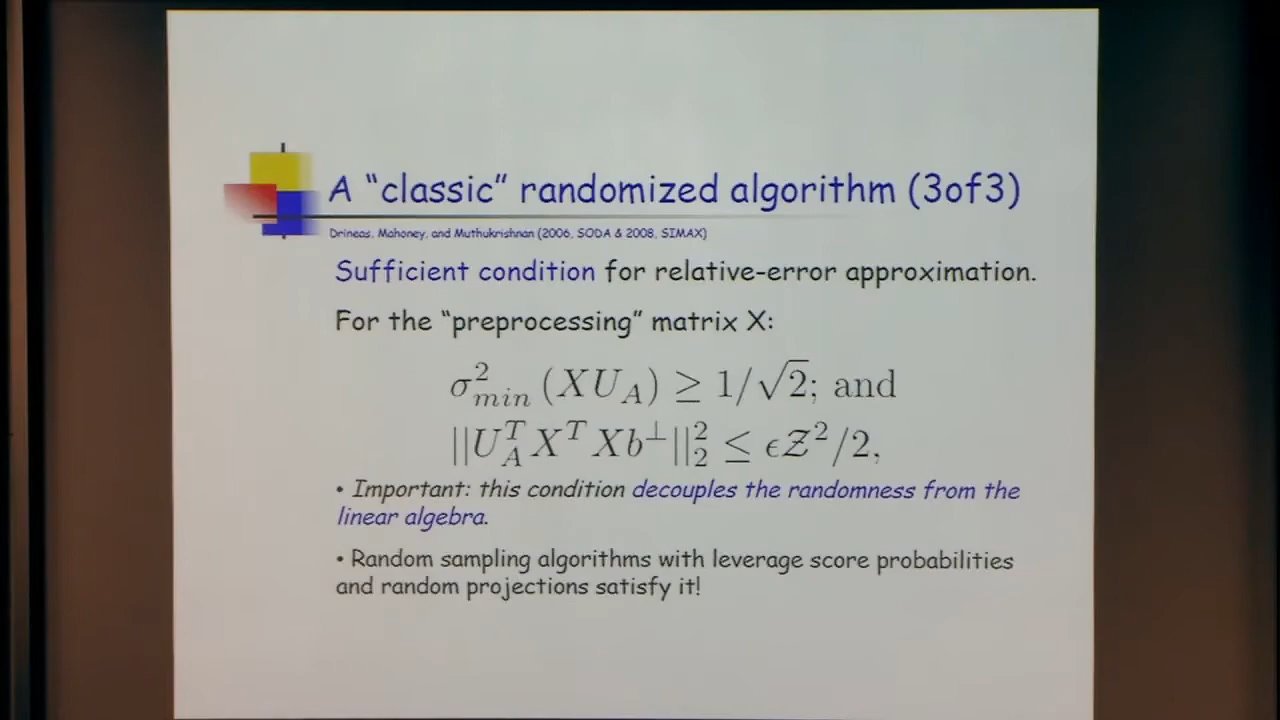 A “classic” randomized algorithm (3of3)
Drineas, Mahoney, and Muthukrishnan (2006, SODA & 2008, SIMAX)
Sufficient condition for relative-error approximation.
For the “preprocessing” matrix X:
σ²_min (XU_A) ≥ 1/√2; and
||U_A^T X^T Xb^⊥||₂² ≤ ϵZ²/2,
• Important: this condition decouples the randomness from the
linear algebra.
• Random sampling algorithms with leverage score probabilities
and random projections satisfy it!